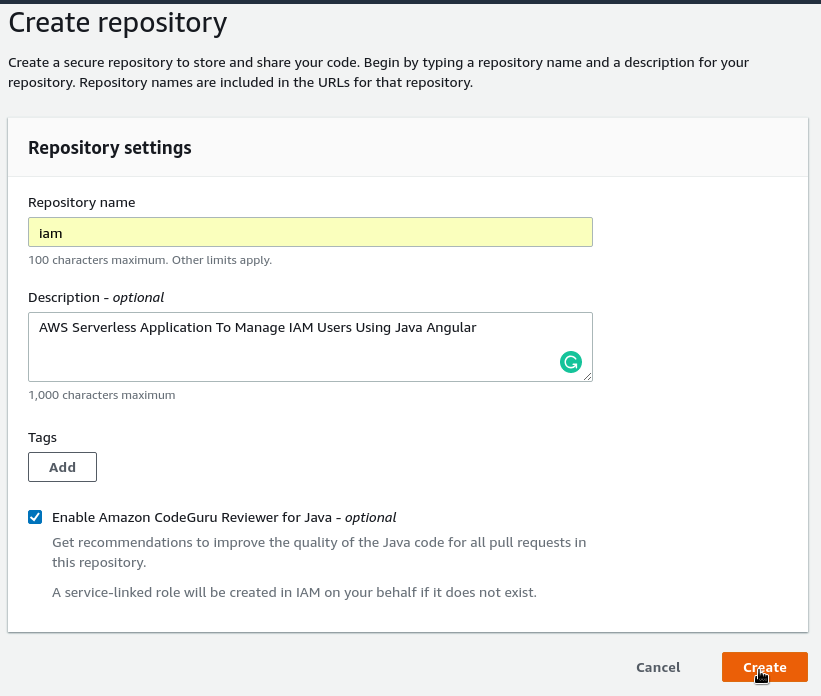 Create repository
Create a secure repository to store and share your code. Begin by typing a repository name and a description for your
repository. Repository names are included in the URLs for that repository.
Repository settings
Repository name
iam
100 characters maximum. Other limits apply.
Description - optional
AWS Serverless Application To Manage IAM Users Using Java Angular
1,000 characters maximum
Tags
Add
Enable Amazon CodeGuru Reviewer for Java - optional
Get recommendations to improve the quality of the Java code for all pull requests in
this repository.
A service-linked role will be created in IAM on your behalf if it does not exist.
Cancel
Create